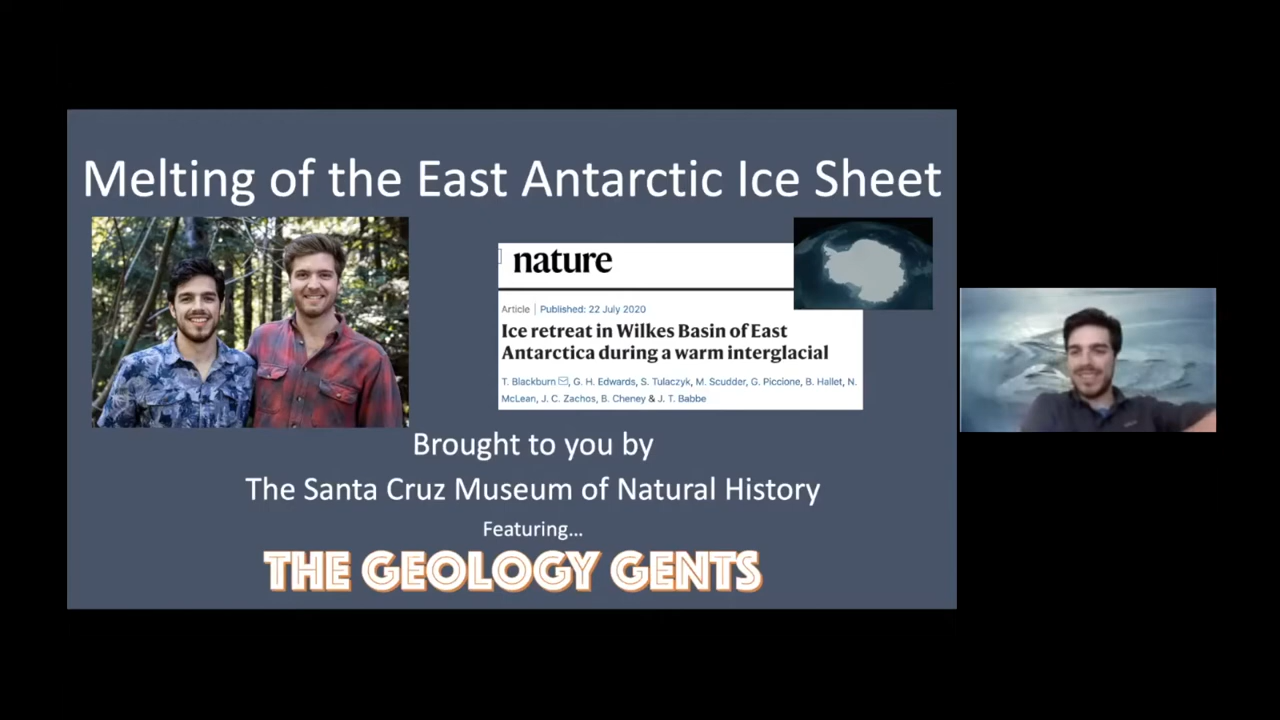 Melting of the East Antarctic Ice Sheet
nature
Article | Published: 22 July 2020
Ice retreat in Wilkes Basin of East
Antarctica during a warm interglacial
T. Blackburn, G. H. Edwards, S. Tulaczyk, M. Scudder, G. Piccione, B. Hallet, N.
McLean, J. C. Zachos, B. Cheney & J. T. Babbe
Brought to you by
The Santa Cruz Museum of Natural History
Featuring...
THE GEOLOGY GENTS